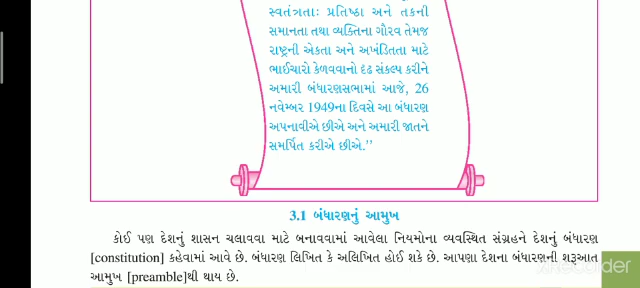 સ્વતંત્રતાઃ પ્રતિષ્ઠા અને તકની
સમાનતા તથા વ્યક્તિના ગૌરવ તેમજ
રાષ્ટ્રની એકતા અને અખંડિતતા માટે
ભાઈચારો કેળવવાનો દૃઢ સંકલ્પ કરીને
અમારી બંધારણસભામાં આજે, 26
નવેમ્બર 1949ના દિવસે આ બંધારણ
અપનાવીએ છીએ અને અમારી જાતને
સમર્પિત કરીએ છીએ.’’
3.1 બંધારણનું આમુખ
કોઈ પણ દેશનું શાસન ચલાવવા માટે બનાવવામાં આવેલા નિયમોના વ્યવસ્થિત સંગ્રહને દેશનું બંધારણ
[constitution] કહેવામાં આવે છે. બંધારણ લિખિત કે અલિખિત હોઈ શકે છે. આપણા દેશના બંધારણની શરૂઆત
આમુખ [preamble]થી થાય છે.